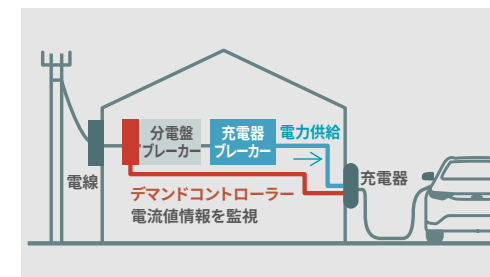 分電盤
ブレーカー
充電器
ブレーカー
電力供給
電線
充電器
デマンドコントローラー
電流値情報を監視